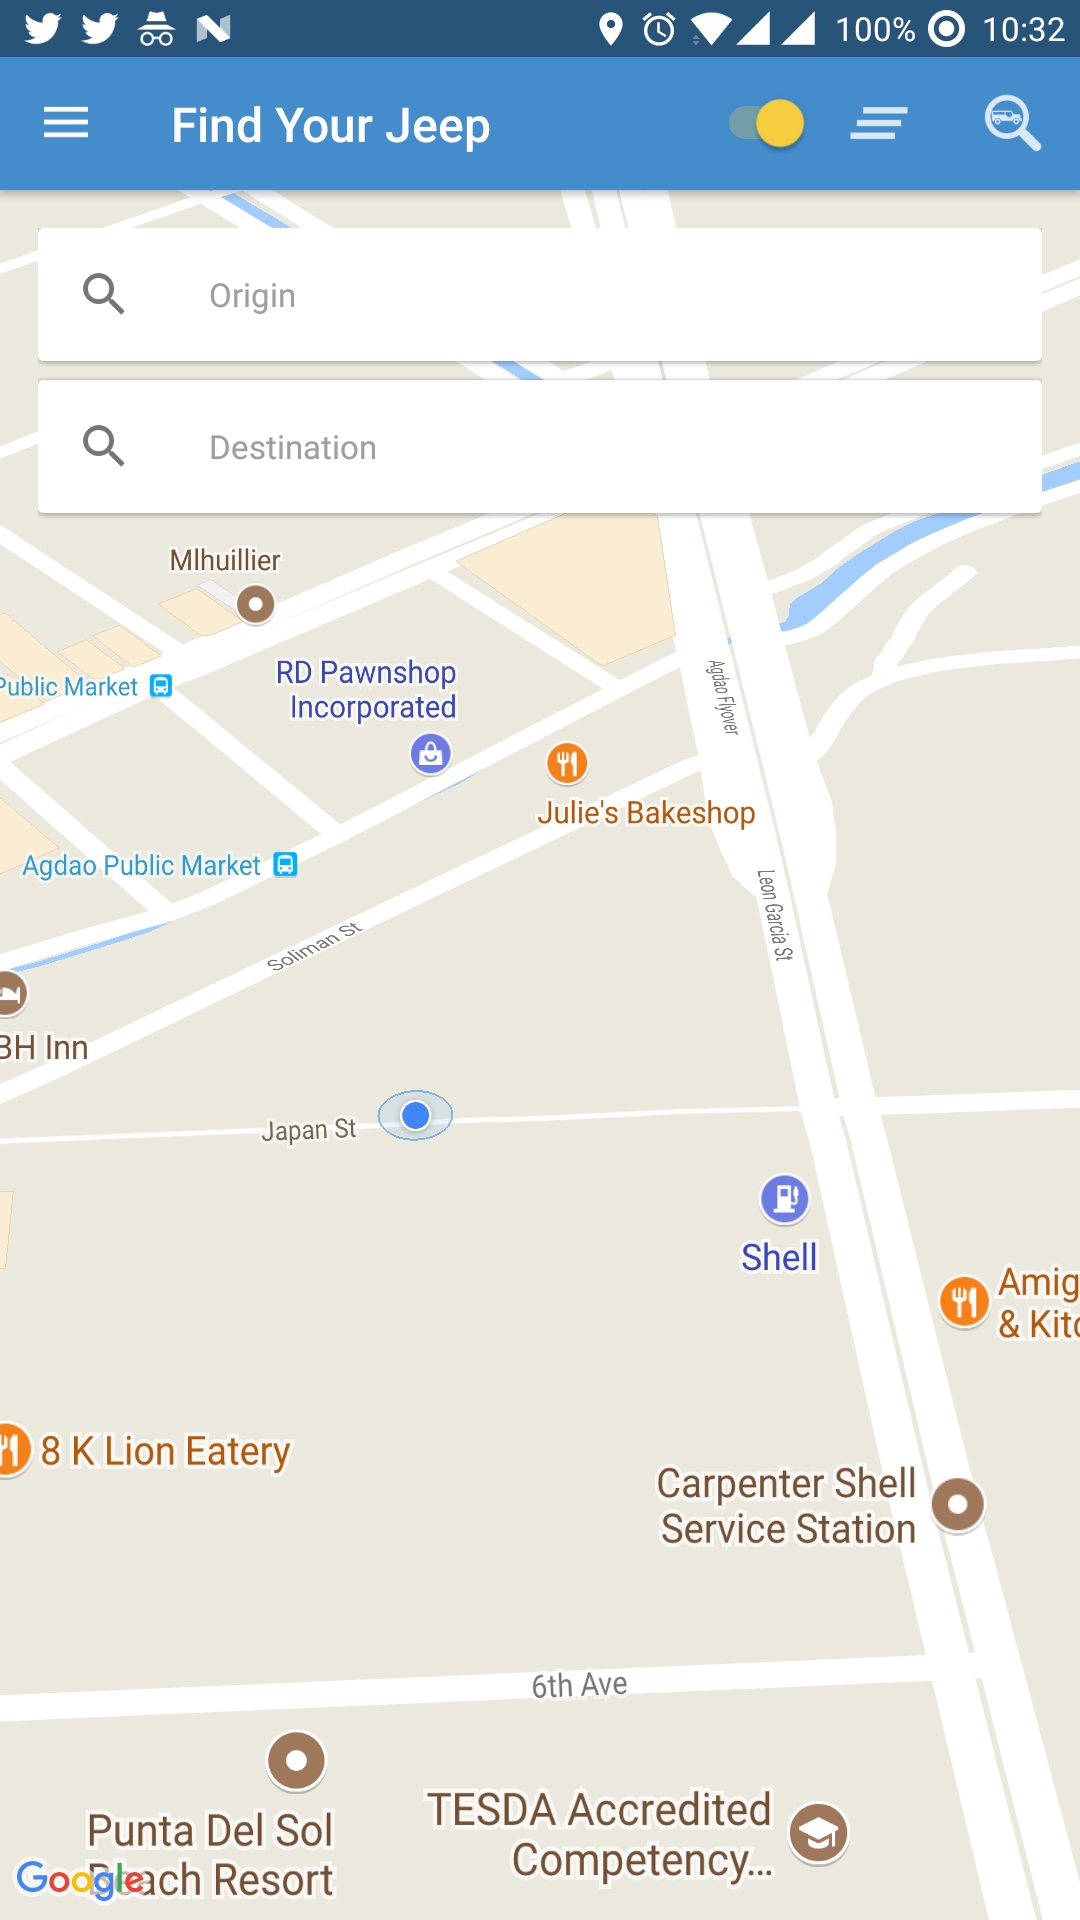 100% 10:32
Find Your Jeep
Origin
Destination
Mlhuillier
RD Pawnshop
Incorporated
Public Market
Agdao Flyover
Julie's Bakeshop
Agdao Public Market
Leon Garcia St
Soliman St
BH Inn
Japan St
Shell
Amig
& Kitc
8 K Lion Eatery
Carpenter Shell
Service Station
6th Ave
Punta Del Sol
Beach Resort
TESDA Accredited
Competency...
Google